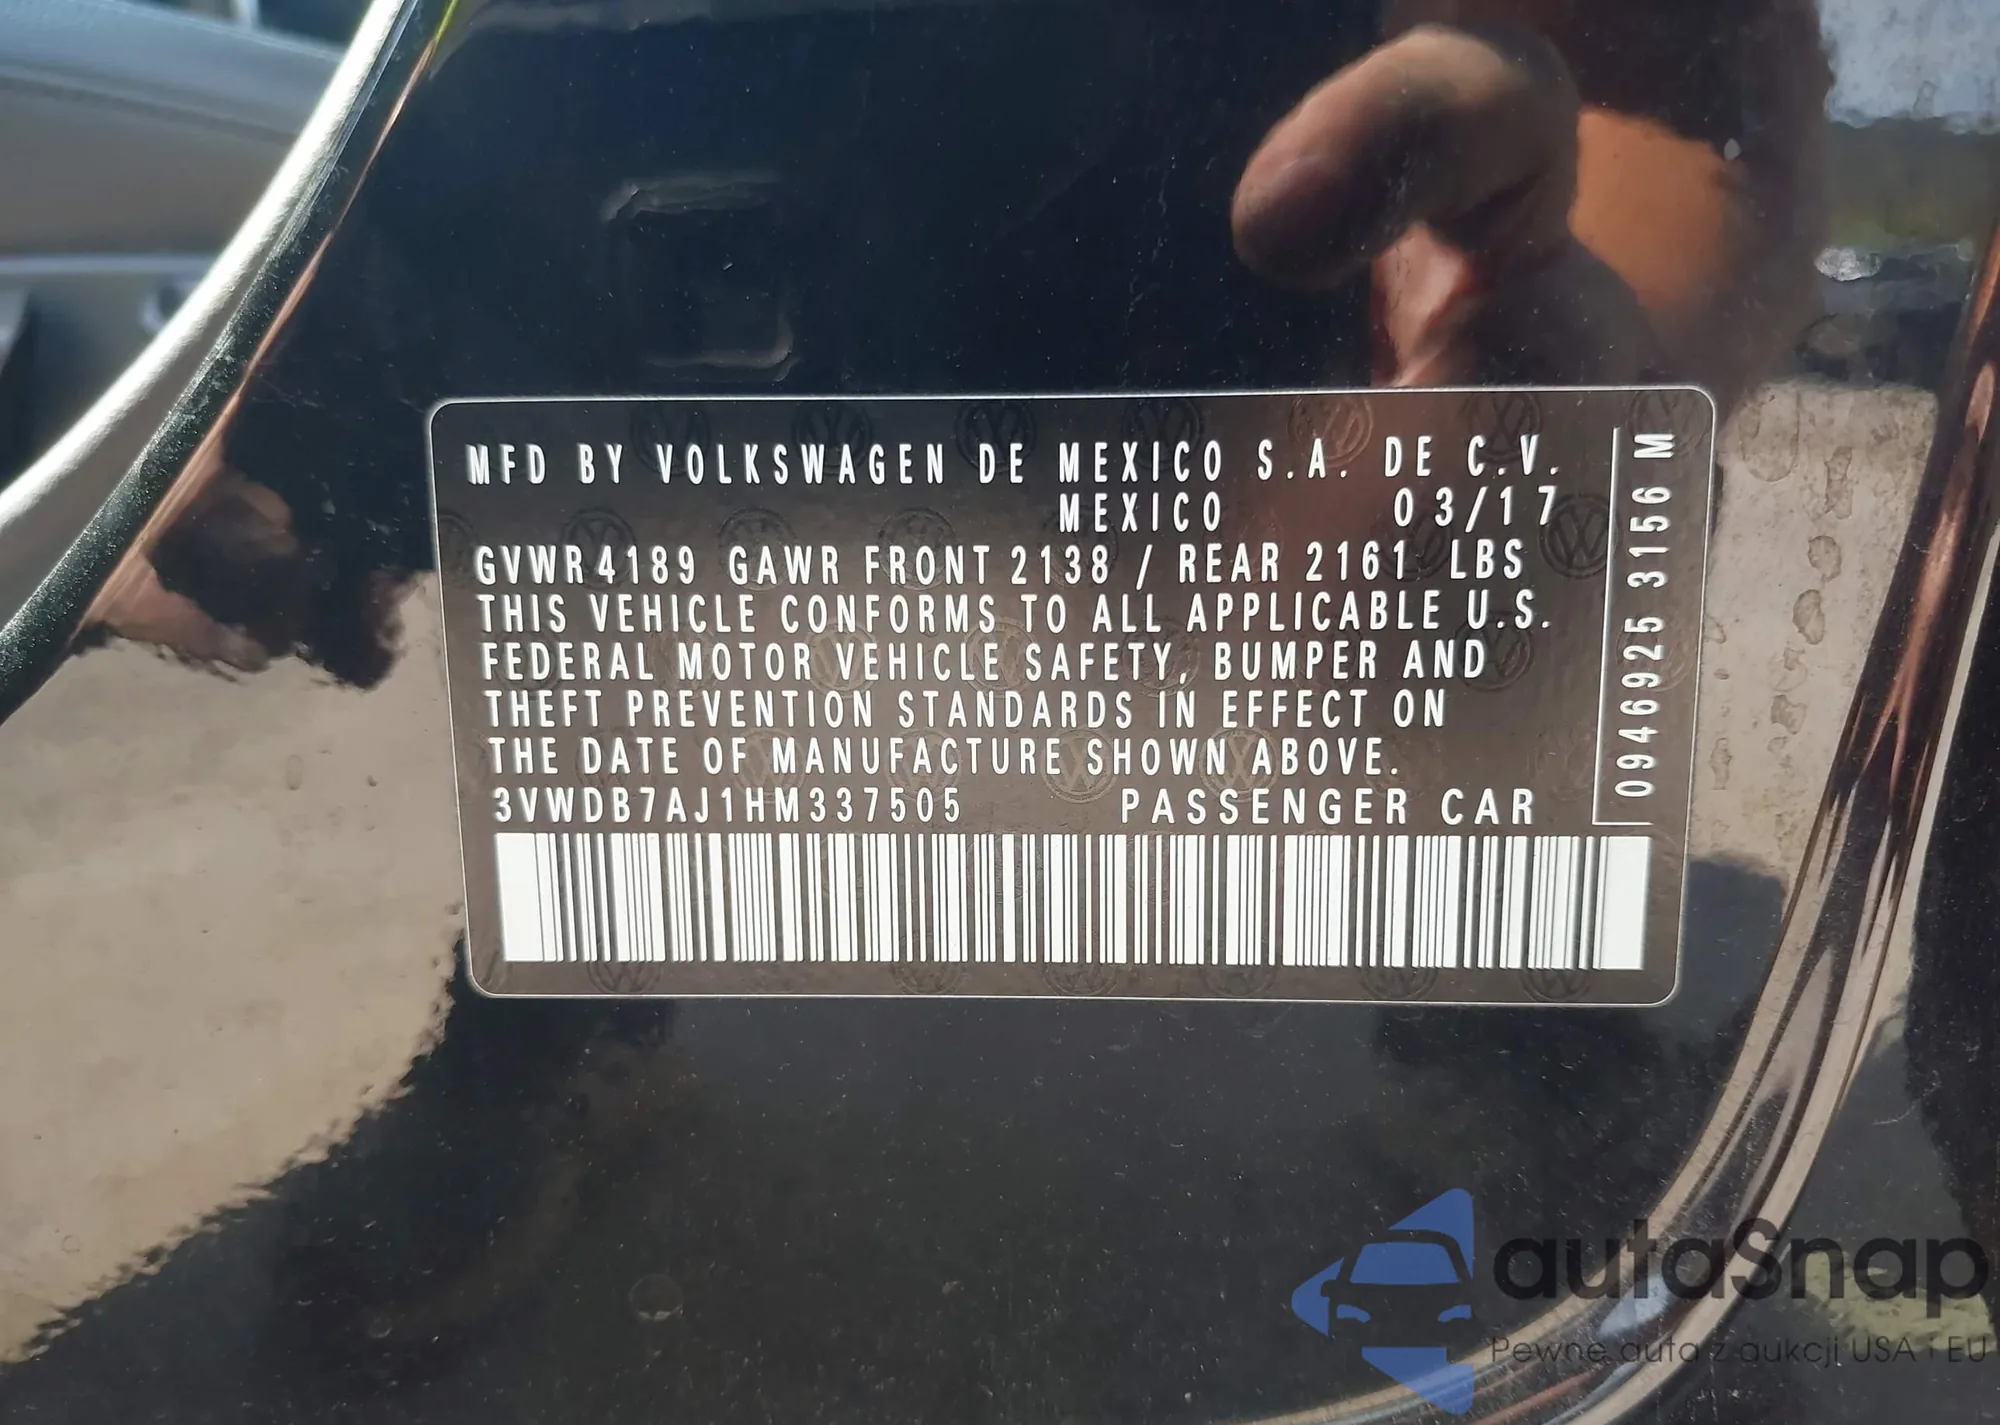 MFD BY VOLKSWAGEN DE MEXICO S.A. DE C.V.
MEXICO 03/17
GVWR 4189 GAWR FRONT 2138 / REAR 2161 LBS
THIS VEHICLE CONFORMS TO ALL APPLICABLE U.S.
FEDERAL MOTOR VEHICLE SAFETY, BUMPER AND
THEFT PREVENTION STANDARDS IN EFFECT ON
THE DATE OF MANUFACTURE SHOWN ABOVE.
3VWDB7AJ1HM337505 PASSENGER CAR
0946925 3156 M
autoSnap
Pewne auta z aukcji USA i EU